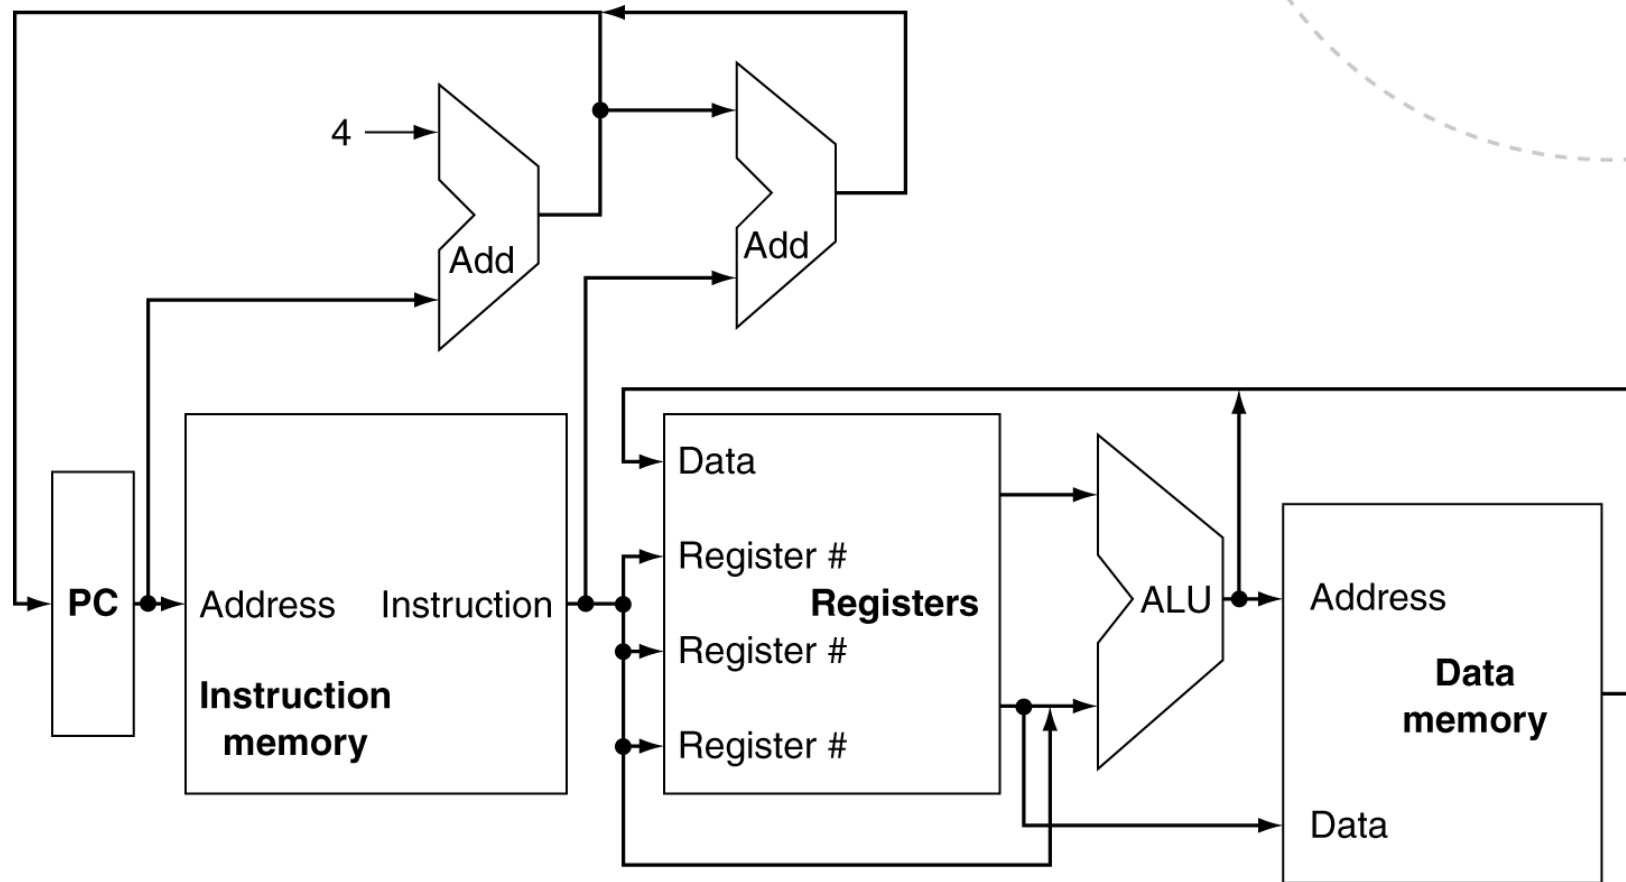 4
Add
Add
Data
Register #
PC
Address
Instruction
Registers
ALU
Address
Register #
Instruction
memory
Data
memory
Register #
Data